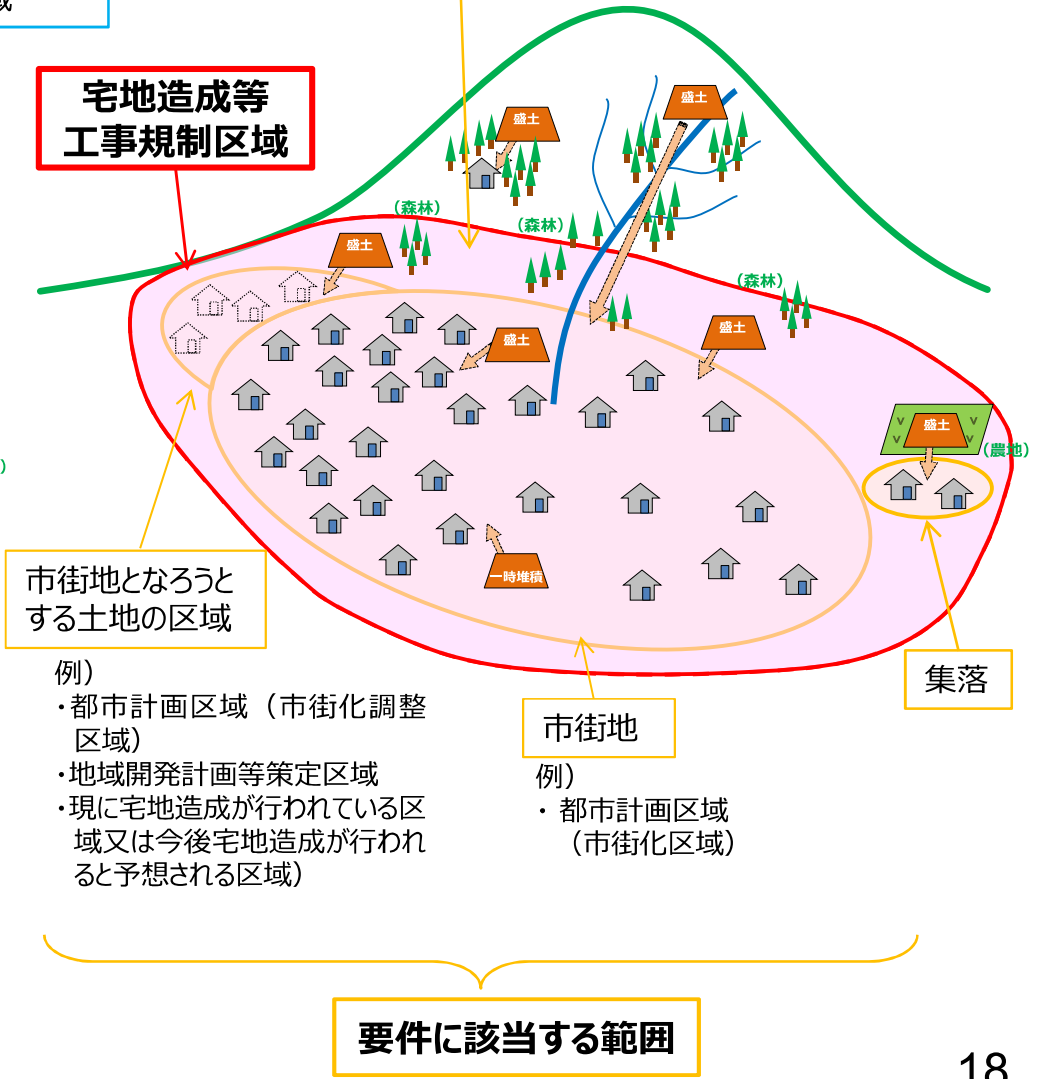 域
宅地造成等
工事規制区域
盛土
盛土
(森林)
(森林)
盛土
(森林)
盛土
盛土
盛土
(農地)
)
一時堆積
市街地となろうと
する土地の区域
例)
・都市計画区域（市街化調整
区域）
・地域開発計画等策定区域
・現に宅地造成が行われている区
域又は今後宅地造成が行われ
ると予想される区域）
市街地
例)
・ 都市計画区域
（市街化区域）
集落
要件に該当する範囲
18